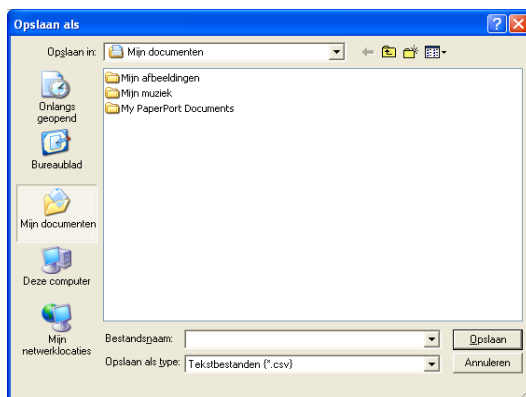 Opslaan als
Opslaan in:
Mijn documenten
Mijn afbeeldingen
Mijn muziek
My PaperPort Documents
Onlangs
geopend
Bureaublad
Mijn documenten
Deze computer
Mijn
netwerklocaties
Bestandsnaam:
Opslaan
Opslaan als type:
Tekstbestanden (*.csv)
Annuleren